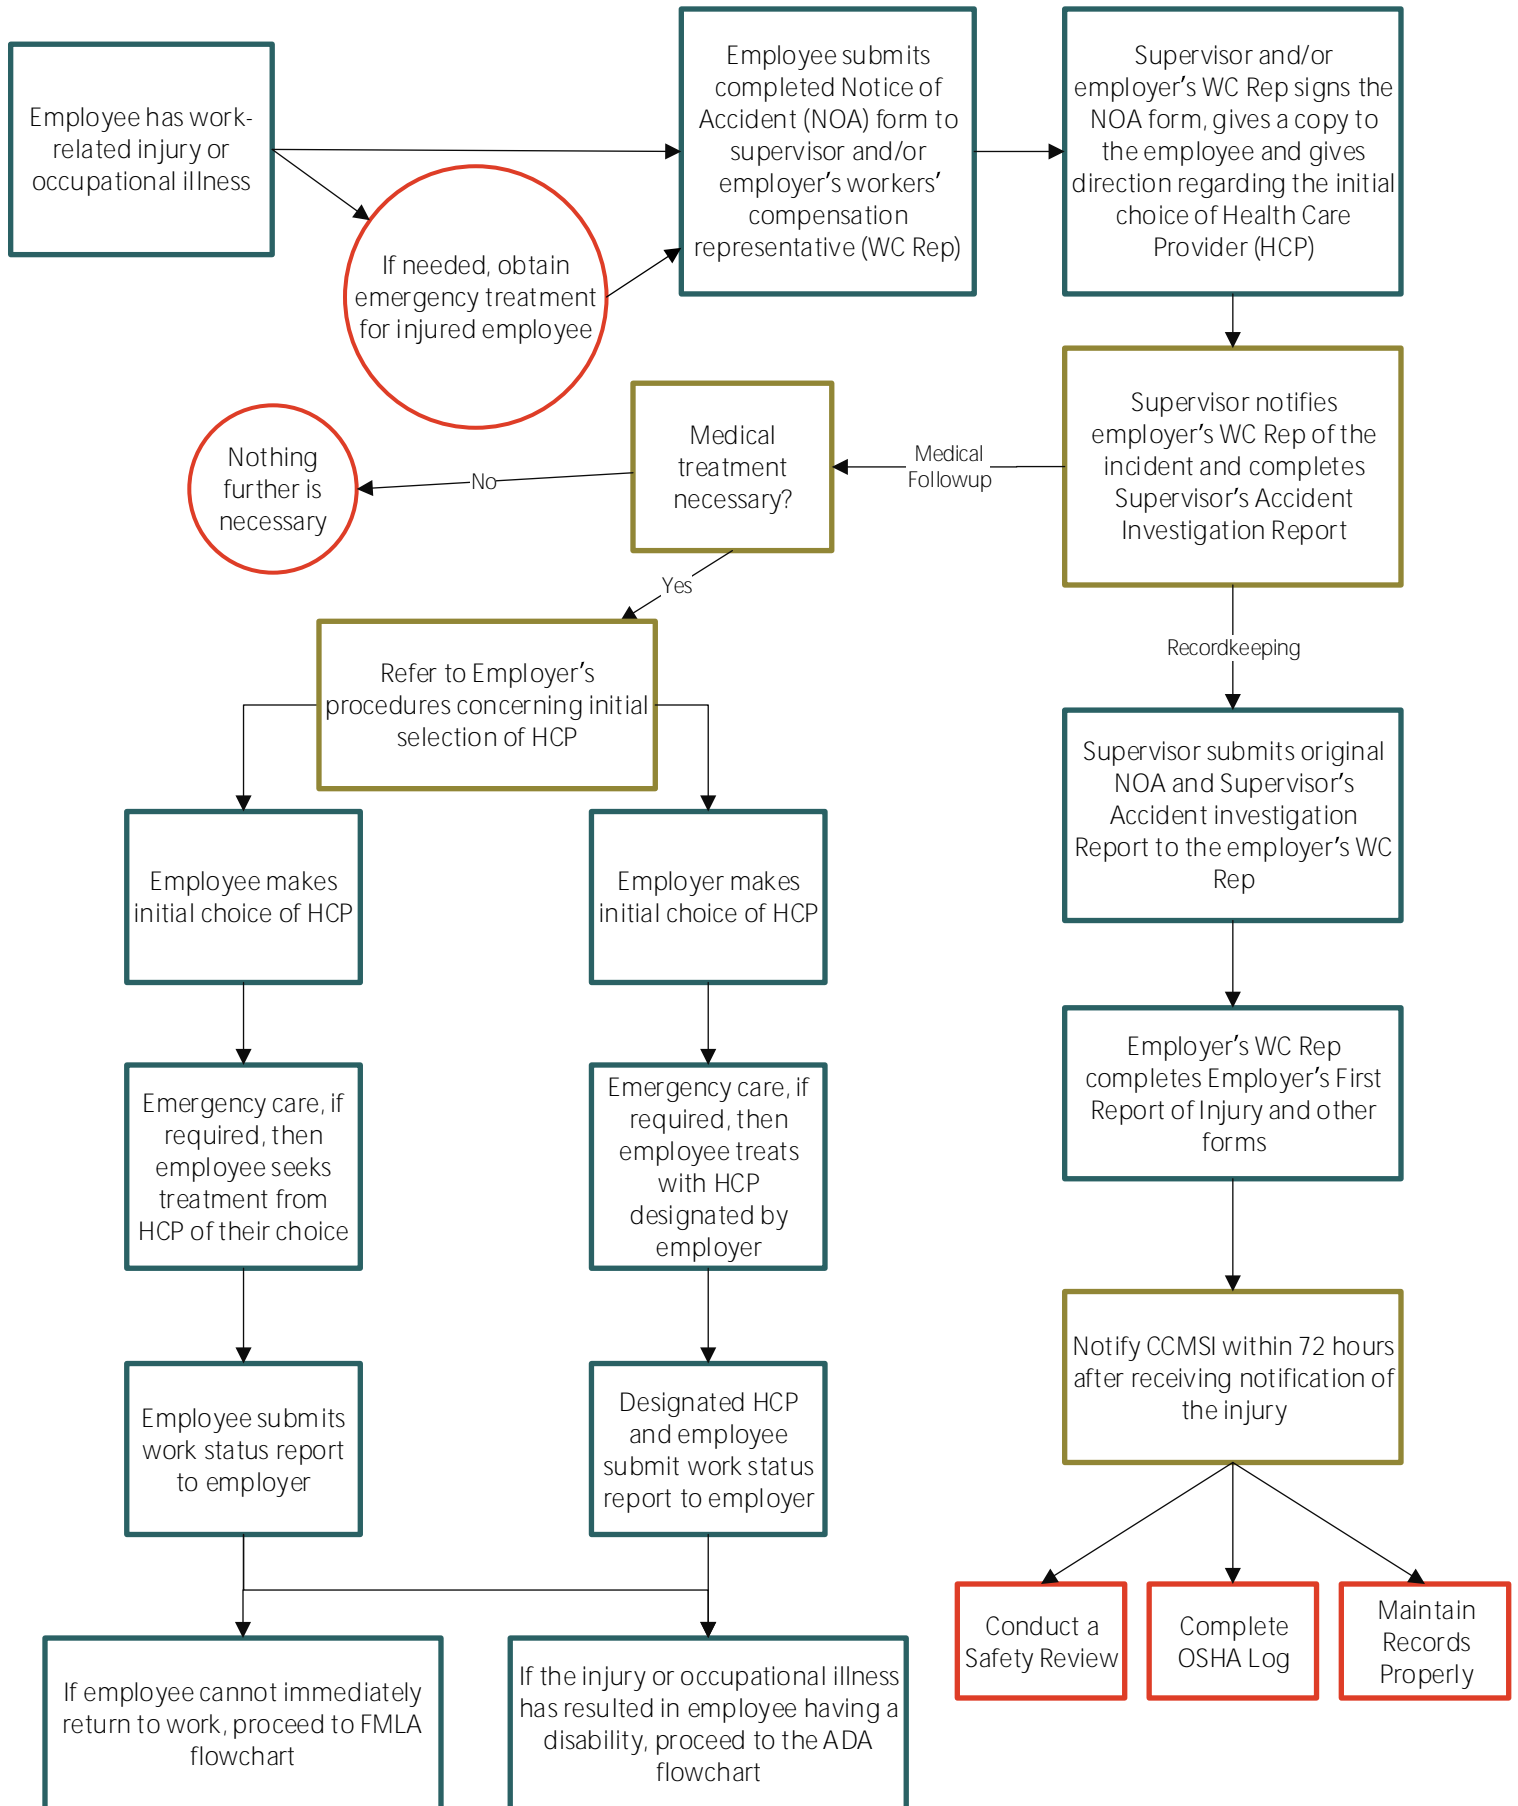 Employee has work-
related injury or
occupational illness
If needed, obtain
emergency treatment
for injured employee
Employee submits
completed Notice of
Accident (NOA) form to
supervisor and/or
employer’s workers’
compensation
representative (WC Rep)
Supervisor and/or
employer’s WC Rep signs the
NOA form, gives a copy to
the employee and gives
direction regarding the initial
choice of Health Care
Provider (HCP)
Supervisor notifies
employer’s WC Rep of the
incident and completes
Supervisor’s Accident
Investigation Report
Medical
Followup
Medical
treatment
necessary?
No
Nothing
further is
necessary
Yes
Refer to Employer’s
procedures concerning initial
selection of HCP
Employee makes
initial choice of HCP
Emergency care, if
required, then
employee seeks
treatment from
HCP of their choice
Employee submits
work status report
to employer
Employer makes
initial choice of HCP
Emergency care, if
required, then
employee treats
with HCP
designated by
employer
Designated HCP
and employee
submit work status
report to employer
If employee cannot immediately
return to work, proceed to FMLA
flowchart
If the injury or occupational illness
has resulted in employee having a
disability, proceed to the ADA
flowchart
Recordkeeping
Supervisor submits original
NOA and Supervisor’s
Accident investigation
Report to the employer’s WC
Rep
Employer’s WC Rep
completes Employer’s First
Report of Injury and other
forms
Notify CCMSI within 72 hours
after receiving notification of
the injury
Conduct a
Safety Review
Complete
OSHA Log
Maintain
Records
Properly